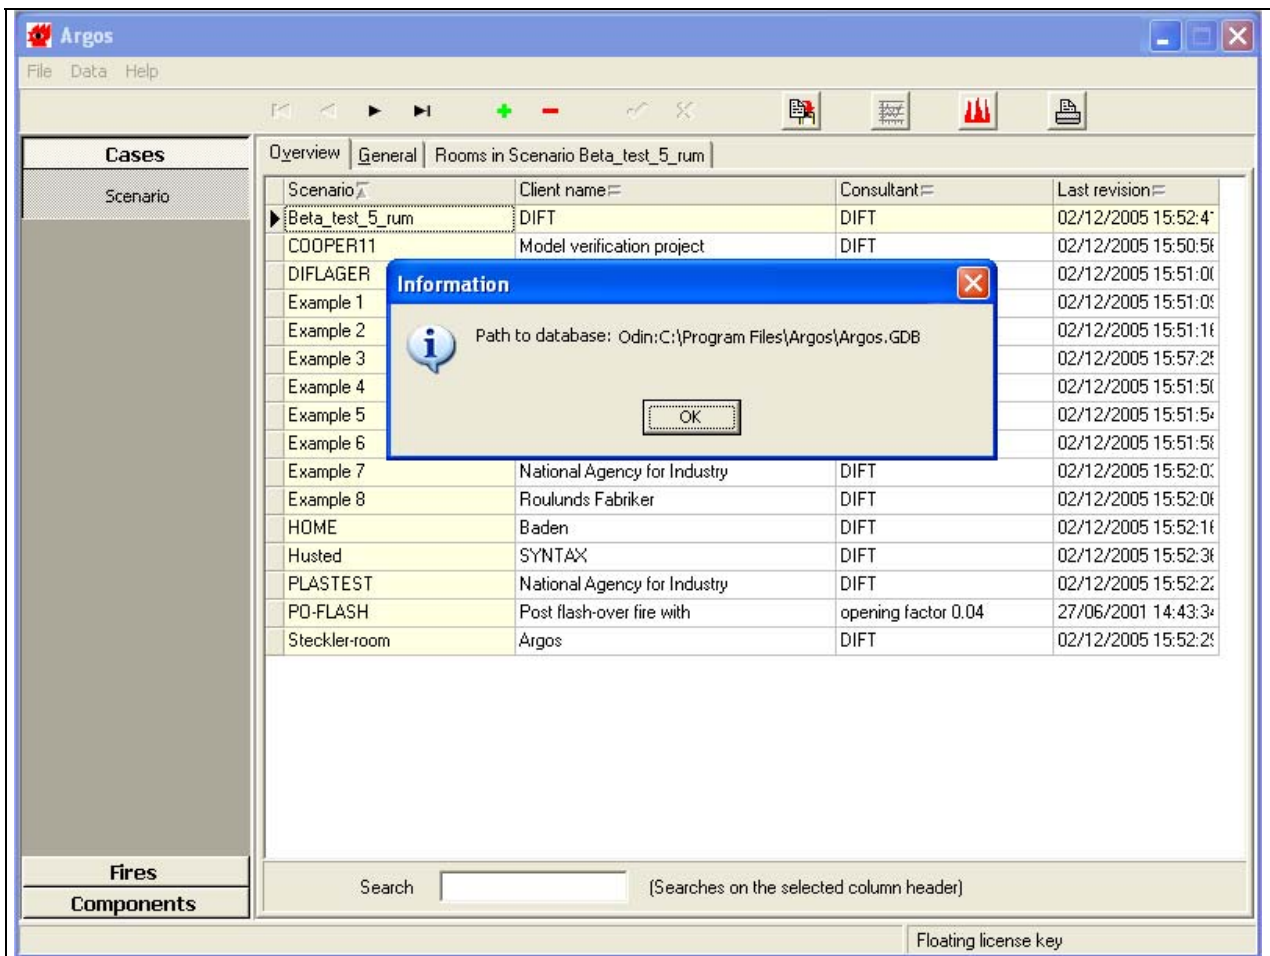 Argos
File Data Help
Cases
Scenario
Overview General Rooms in Scenario Beta_test_5_rum
Scenario Client name Consultant Last revision
Beta_test_5_rum DIFT DIFT 02/12/2005 15:52:4
COOPER11 Model verification project DIFT 02/12/2005 15:50:5
DIFLAGER 02/12/2005 15:51:0
Example 1 02/12/2005 15:51:0
Example 2 02/12/2005 15:51:1
Example 3 02/12/2005 15:57:2
Example 4 02/12/2005 15:51:5
Example 5 02/12/2005 15:51:5
Example 6 02/12/2005 15:51:5
Information
Path to database: Odin:C:\Program Files\Argos\Argos.GDB
OK
Example 7 National Agency for Industry DIFT 02/12/2005 15:52:0
Example 8 Roulunds Fabriker DIFT 02/12/2005 15:52:0
HOME Baden DIFT 02/12/2005 15:52:1
Husted SYNTAX DIFT 02/12/2005 15:52:3
PLASTEST National Agency for Industry DIFT 02/12/2005 15:52:2
PO-FLASH Post flash-over fire with opening factor 0.04 27/06/2001 14:43:3
Steckler-room Argos DIFT 02/12/2005 15:52:2
Fires
Components
Search (Searches on the selected column header)
Floating license key